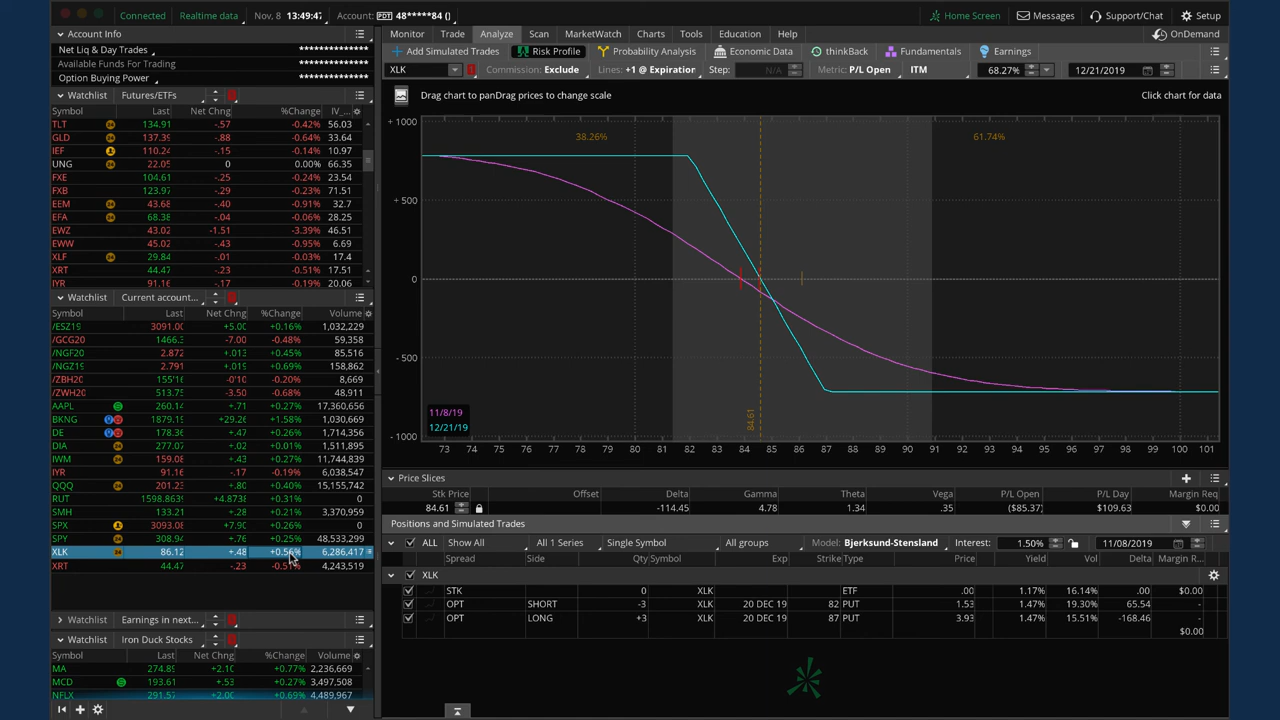 Connected Realtime data Nov, 8 13:49:47 Account: PDT 48*****84 () Home Screen Messages Support/Chat Setup
Account Info
Net Liq & Day Trades **************
Available Funds For Trading **************
Option Buying Power **************
Watchlist Futures/ETFs
Symbol Last Net Chng %Change IV_...
TLT 134.91 -.57 -0.42% 56.03
GLD 137.39 -.88 -0.64% 33.64
IEF 110.24 -.15 -0.14% 10.97
UNG 22.05 0 0.00% 66.35
FXE 104.61 -.25 -0.24% 23.54
FXB 123.97 -.29 -0.23% 71.51
EEM 43.68 -.40 -0.91% 32.7
EFA 68.38 -.04 -0.06% 28.25
EWZ 43.02 -1.51 -3.39% 46.51
EWW 45.02 -.43 -0.95% 6.69
XLF 29.84 -.01 -0.03% 17.4
XRT 44.47 -.23 -0.51% 17.51
IYR 91.16 -.17 -0.19% 20.06
Watchlist Current account...
Symbol Last Net Chng %Change Volume
/ESZ19 3091.00 +5.00 +0.16% 1,032,229
/GCG20 1466.3 -7.00 -0.48% 59,358
/NGF20 2.872 +.013 +0.45% 85,516
/NGZ19 2.791 +.019 +0.69% 158,862
/ZBH20 155'16 -0'10 -0.20% 8,669
/ZWH20 513.75 -3.50 -0.68% 48,911
AAPL 260.14 +.71 +0.27% 17,360,656
BKNG 1879.19 +29.26 +1.58% 1,030,669
DE 178.36 +.47 +0.26% 1,714,356
DIA 277.07 +.02 +0.01% 1,511,895
IWM 159.08 +.43 +0.27% 11,744,839
IYR 91.16 -.17 -0.19% 6,038,547
QQQ 201.23 +.80 +0.40% 15,155,742
RUT 1598.8639 +4.8738 +0.31% 0
SMH 133.21 +.28 +0.21% 3,370,959
SPX 3093.08 +7.90 +0.26% 0
SPY 308.94 +.76 +0.25% 48,533,299
XLK 86.12 +.48 +0.56% 6,286,417
XRT 44.47 -.23 -0.51% 4,243,519
Watchlist Earnings in next...
Watchlist Iron Duck Stocks
Symbol Last Net Chng %Change Volume
MA 274.89 +2.10 +0.77% 2,236,669
MCD 193.61 +.53 +0.27% 3,497,508
NFLX 291.57 +2.00 +0.69% 4,489,967
Monitor Trade Analyze Scan MarketWatch Charts Tools Education Help OnDemand
Add Simulated Trades Risk Profile Probability Analysis Economic Data thinkBack Fundamentals Earnings
XLK Commission: Exclude Lines: +1 @ Expiration Step: N/A Metric: P/L Open ITM 68.27% 12/21/2019
Drag chart to panDrag prices to change scale Click chart for data
+1000
38.26% 61.74%
+500
0
-500
-1000
84.61
11/8/19
12/21/19
73 74 75 76 77 78 79 80 81 82 83 84 85 86 87 88 89 90 91 92 93 94 95 96 97 98 99 100 101
Price Slices
Stk Price Offset Delta Gamma Theta Vega P/L Open P/L Day Margin Req
84.61 -114.45 4.78 1.34 .35 ($85.37) $109.63
Positions and Simulated Trades
ALL Show All All 1 Series Single Symbol All groups Model: Bjerksund-Stensland Interest: 1.50% 11/08/2019
Spread Side Qty Symbol Exp Strike Type Price Yield Vol Delta Margin R...
XLK
STK 0 XLK ETF .00 1.17% 16.14% .00 $0.00
OPT SHORT -3 XLK 20 DEC 19 82 PUT 1.53 1.47% 19.30% 65.54 -
OPT LONG +3 XLK 20 DEC 19 87 PUT 3.93 1.47% 15.51% -168.46 -
$0.00